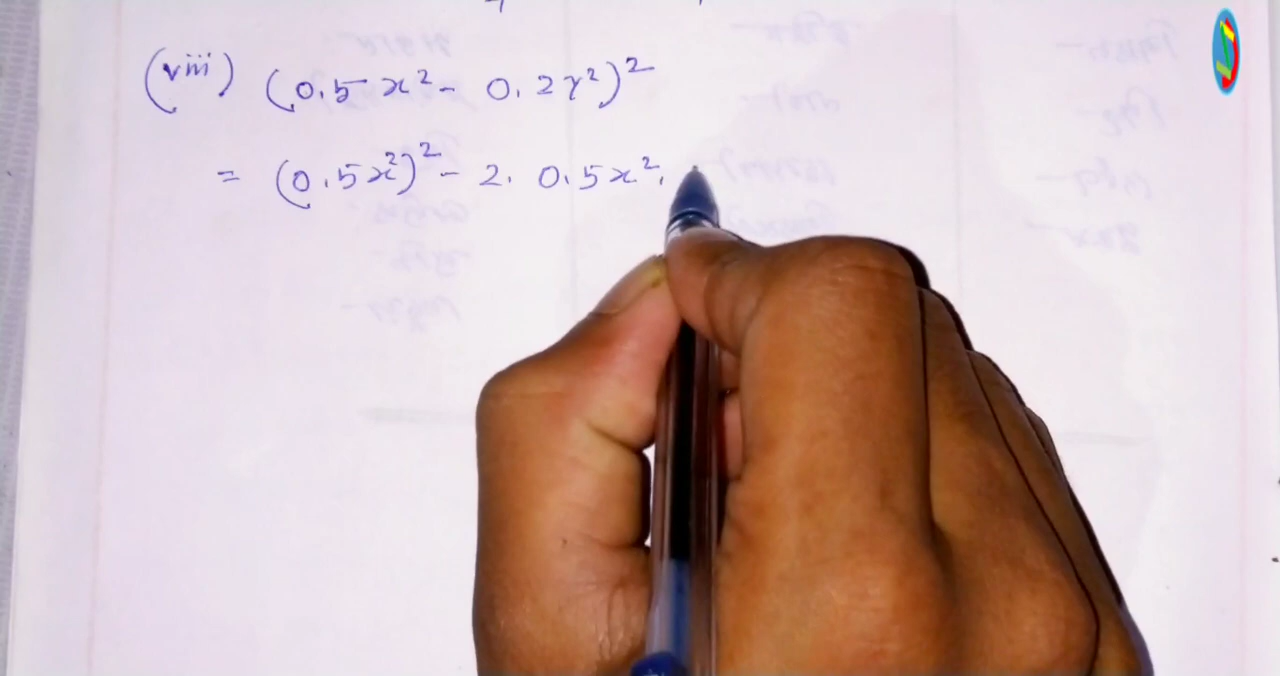 (viii) (0.5x² - 0.2y²)²
= (0.5x²)² - 2. 0.5x².